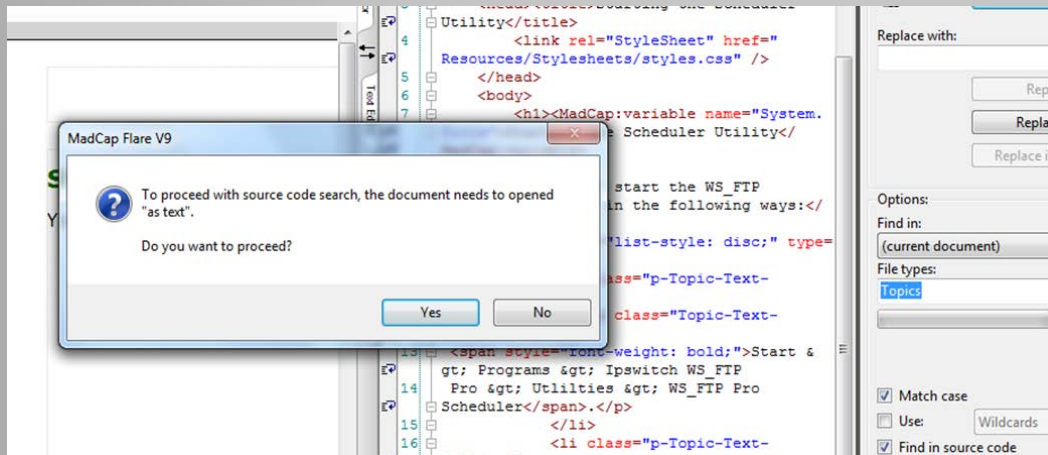 Utility</title>
4 <link rel="StyleSheet" href="
Resources/Stylesheets/styles.css" />
5 </head>
6 <body>
7 <h1><MadCap:variable name="System.
Scheduler Utility</
start the WS_FTP
in the following ways:</
"list-style: disc;" type=
class="Topic-Text-
13 <span style="font-weight: bold;">Start &
gt; Programs &gt; Ipswitch WS_FTP
14 Pro &gt; Utlilties &gt; WS_FTP Pro
Scheduler</span>.</p>
15 </li>
16 <li class="p-Topic-Text-
MadCap Flare V9
To proceed with source code search, the document needs to opened
"as text".
Do you want to proceed?
Yes
No
Replace with:
Options:
Find in:
(current document)
File types:
Topics
Match case
Use:
Wildcards
Find in source code